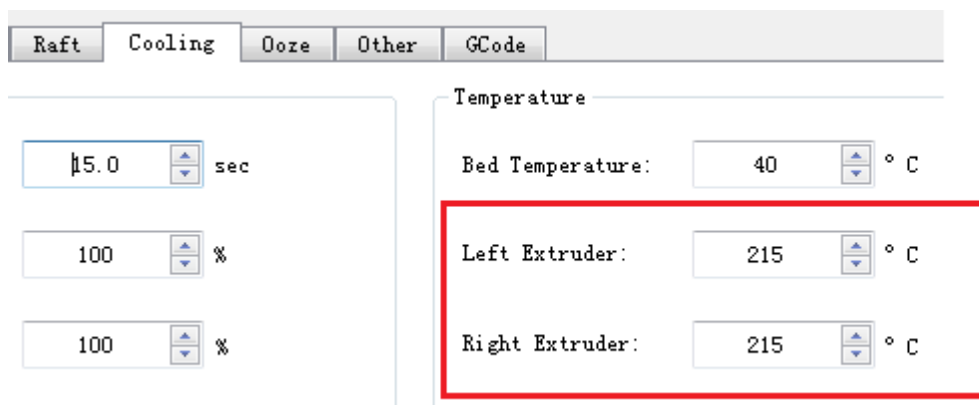 Raft Cooling Ooze Other GCode
Temperature
15.0 sec Bed Temperature: 40 ° C
100 % Left Extruder: 215 ° C
100 % Right Extruder: 215 ° C